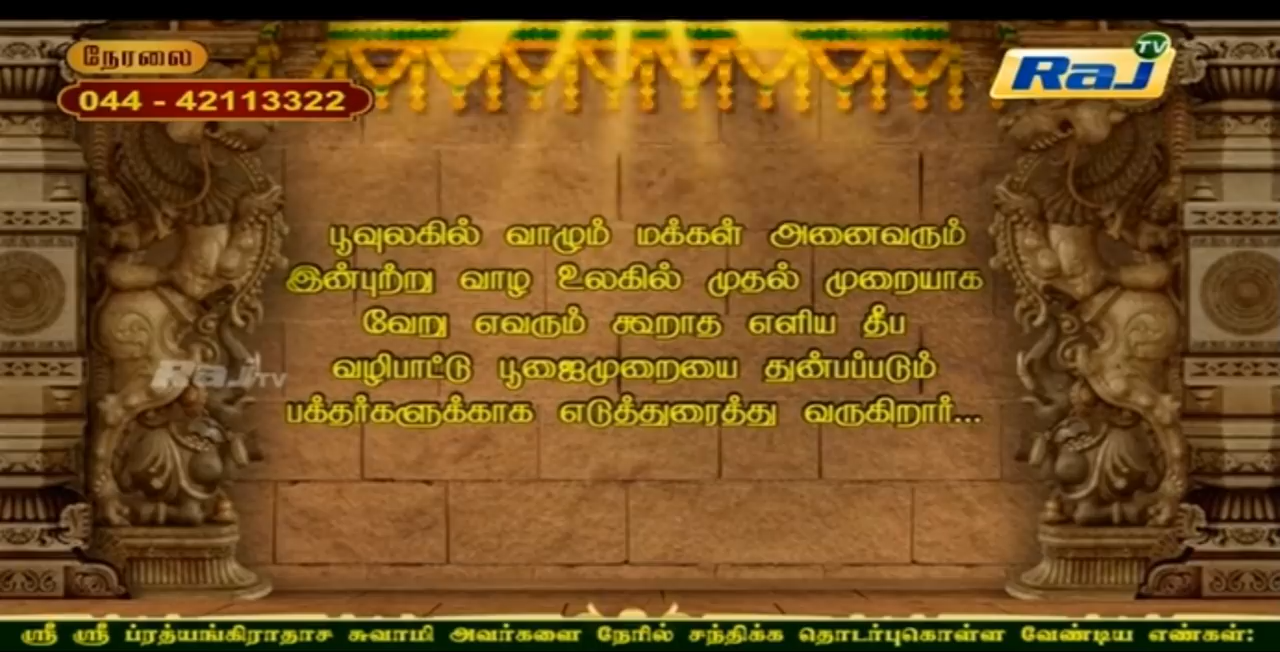 நேரலை
044 - 42113322
Raj TV
பூவுலகில் வாழும் மக்கள் அனைவரும்
இன்புற்று வாழ உலகில் முதல் முறையாக
வேறு எவரும் கூறாத எளிய தீப
வழிபாட்டு பூஜைமுறையை துன்பப்படும்
பக்தர்களுக்காக எடுத்துரைத்து வருகிறார்...
Raj TV
ஸ்ரீ ஸ்ரீ ப்ரத்யங்கிராதாச சுவாமி அவர்களை நேரில் சந்திக்க தொடர்புகொள்ள வேண்டிய எண்கள்: